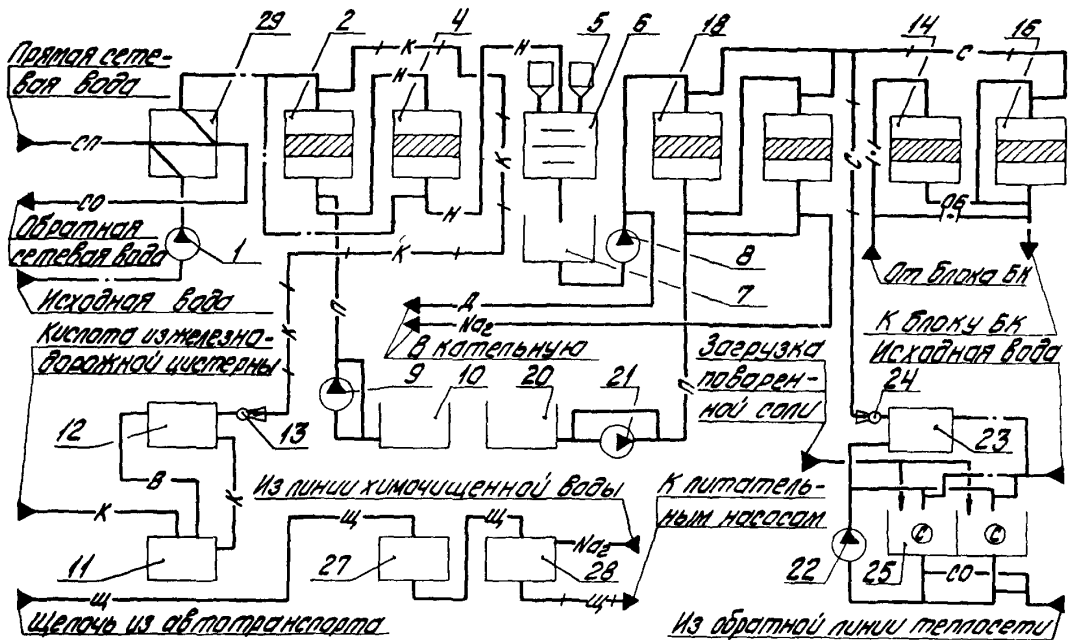 29 2 4 5 6 18 14 16
Прямая сете-
вая вода
К Н С
Н
СП
К С
СО Н ОБ
Обратная
сетевая вода
1 К 8
От блока БК
Исходная вода
Д 7
Na2
П К
В котельную
К блоку БК
Исходная вода
Кислота из железно-
дорожной цистерны
Загрузка
поварен-
ной соли
9 10 20 21 П 24
12 13 23
В К
Из линии химочищенной воды
К питатель-
ным насосам
К Щ Щ
Na2
С С
11 27 28 22 25
СО
Щ Щ
Щелочь из автотранспорта
Из обратной линии теплосети